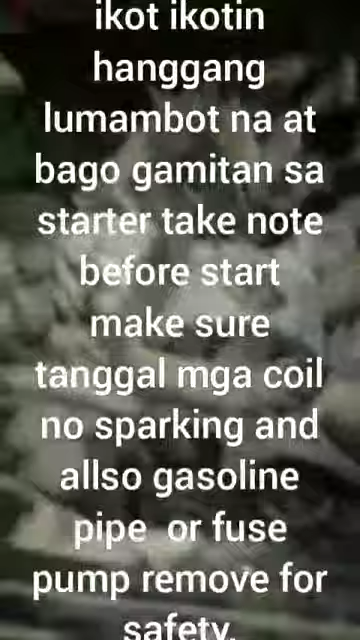 ikot ikotin
hanggang
lumambot na at
bago gamitan sa
starter take note
before start
make sure
tanggal mga coil
no sparking and
allso gasoline
pipe or fuse
pump remove for
safety.